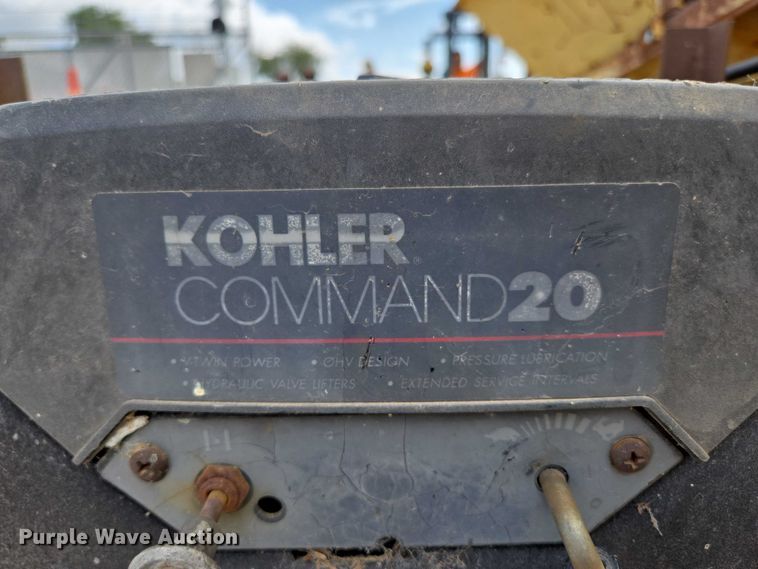 KOHLER®
COMMAND20
• V-TWIN POWER • OHV DESIGN • PRESSURE LUBRICATION
• HYDRAULIC VALVE LIFTERS • EXTENDED SERVICE INTERVALS
Purple Wave Auction